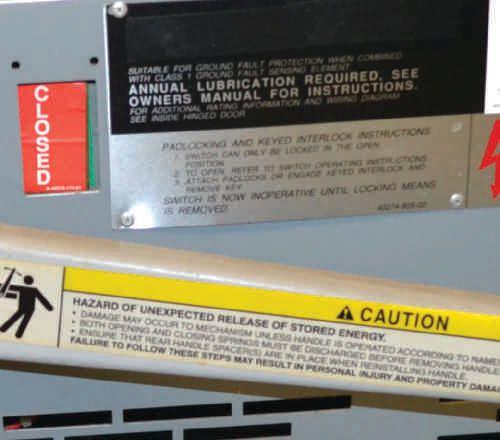 SUITABLE FOR GROUND FAULT PROTECTION WHEN COMBINED
WITH CLASS 1 GROUND FAULT SENSING ELEMENT
ANNUAL LUBRICATION REQUIRED, SEE
OWNERS MANUAL FOR INSTRUCTIONS.
FOR ADDITIONAL RATING INFORMATION AND WIRING DIAGRAM
SEE INSIDE HINGED DOOR
CLOSED
PADLOCKING AND KEYED INTERLOCK INSTRUCTIONS
1. SWITCH CAN ONLY BE LOCKED IN THE OPEN
POSITION
2. TO OPEN, REFER TO SWITCH OPERATING INSTRUCTIONS
3. ATTACH PADLOCKS OR ENGAGE KEYED INTERLOCK AND
REMOVE KEY
SWITCH IS NOW INOPERATIVE UNTIL LOCKING MEANS
IS REMOVED.
CAUTION
HAZARD OF UNEXPECTED RELEASE OF STORED ENERGY.
• DAMAGE MAY OCCUR TO MECHANISM UNLESS HANDLE IS OPERATED ACCORDING TO
• BOTH OPENING AND CLOSING SPRINGS MUST BE DISCHARGED BEFORE REMOVING HANDLE
• ENSURE THAT REAR HANDLE SPACER(S) ARE IN PLACE WHEN REINSTALLING HANDLE.
FAILURE TO FOLLOW THESE STEPS MAY RESULT IN PERSONAL INJURY AND PROPERTY DAMA